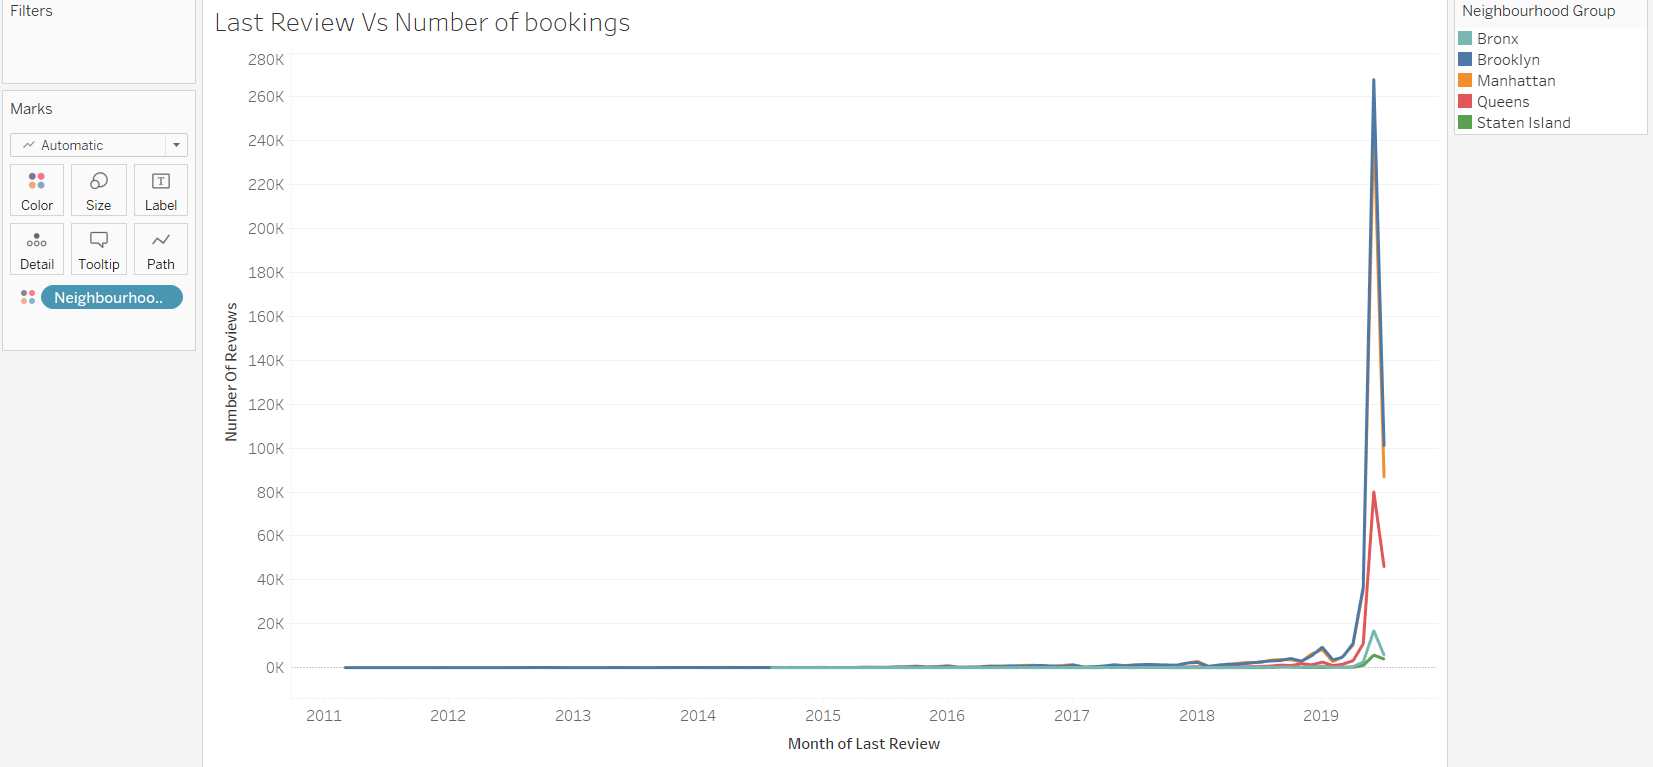 Filters
Marks
Automatic
Color Size Label
Detail Tooltip Path
Neighbourhoo..
Last Review Vs Number of bookings
280K
260K
240K
220K
200K
180K
160K
140K
120K
100K
80K
60K
40K
20K
0K
Number Of Reviews
2011 2012 2013 2014 2015 2016 2017 2018 2019
Month of Last Review
Neighbourhood Group
Bronx
Brooklyn
Manhattan
Queens
Staten Island